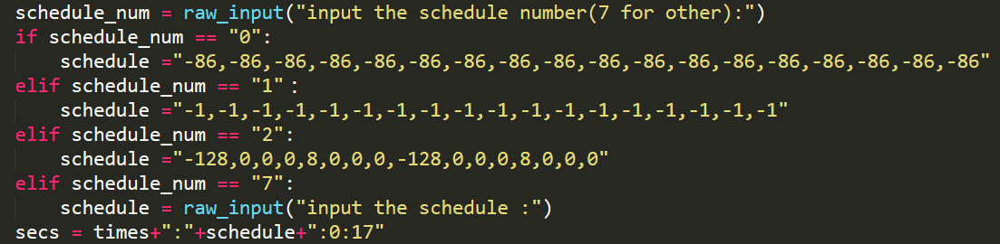 schedule_num = raw_input("input the schedule number(7 for other):")
if schedule_num == "0":
schedule ="-86,-86,-86,-86,-86,-86,-86,-86,-86,-86,-86,-86,-86,-86,-86,-86,-86,-86"
elif schedule_num == "1" :
schedule ="-1,-1,-1,-1,-1,-1,-1,-1,-1,-1,-1,-1,-1,-1,-1,-1,-1,-1"
elif schedule_num == "2":
schedule ="-128,0,0,0,8,0,0,0,-128,0,0,0,8,0,0,0"
elif schedule_num == "7":
schedule = raw_input("input the schedule :")
secs = times+":"+schedule+":0:17"